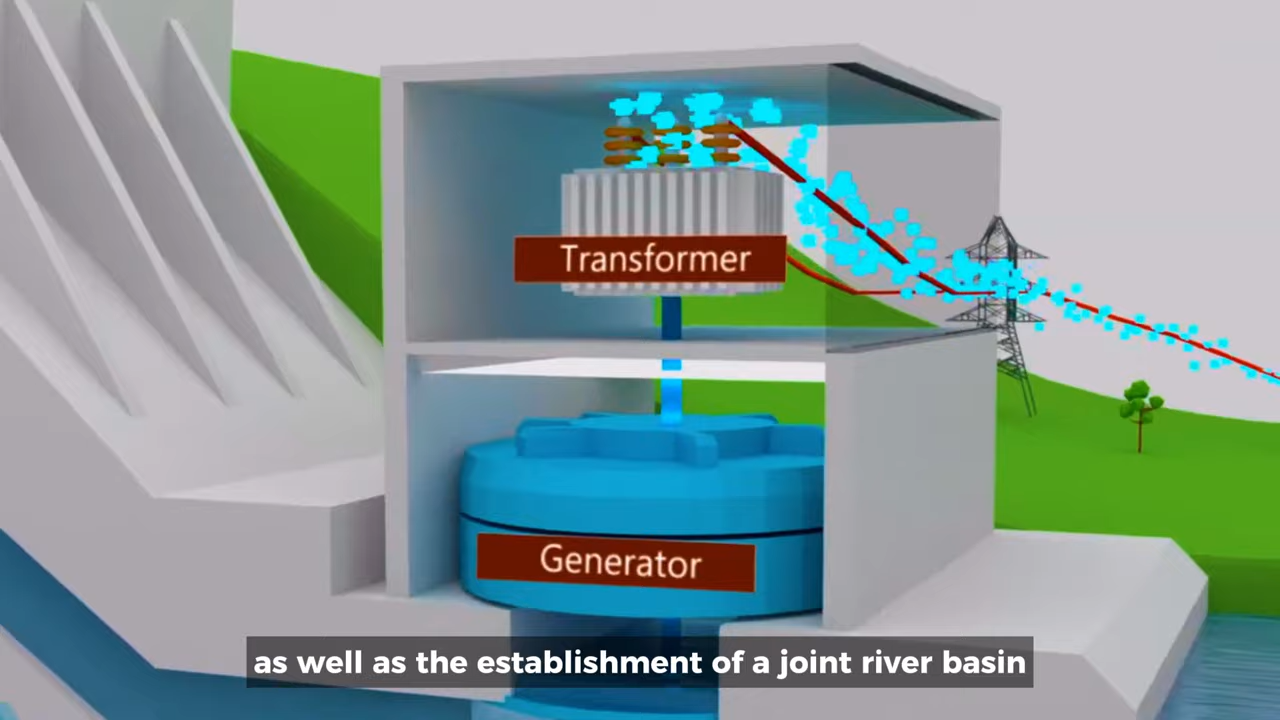 Transformer
Generator
as well as the establishment of a joint river basin